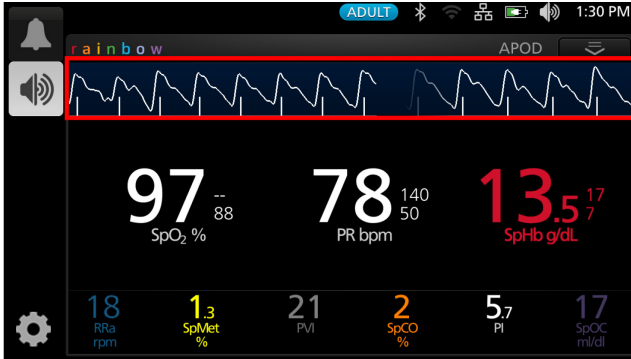 ADULT 1:30 PM
rainbow APOD
97 -- 88 SpO₂ %
78 140 50 PR bpm
13.5 17 7 SpHb g/dL
18 RRa rpm
1.3 SpMet %
21 PVI
2 SpCO %
5.7 PI
17 SpOC ml/dl